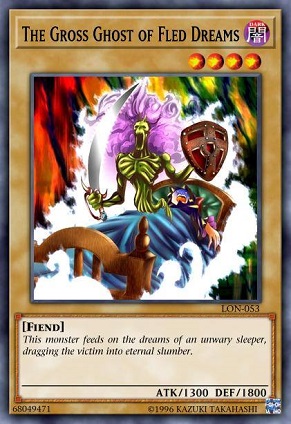 The Gross Ghost of Fled Dreams
DARK
闇
LON-053
[Fiend]
This monster feeds on the dreams of an unwary sleeper,
dragging the victim into eternal slumber.
ATK/1300 DEF/1800
68049471 ©1996 KAZUKI TAKAHASHI